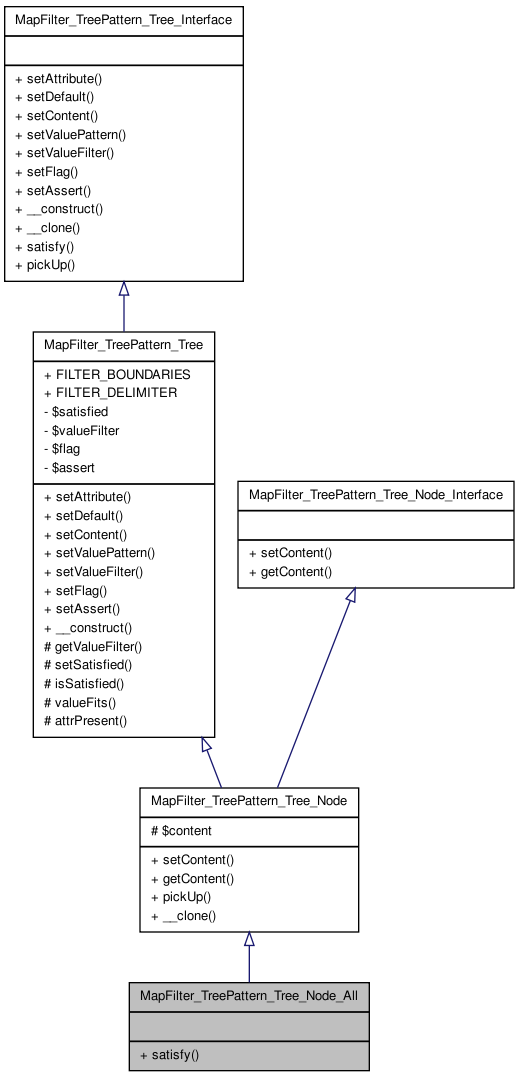 MapFilter_TreePattern_Tree_Interface
+ setAttribute()
+ setDefault()
+ setContent()
+ setValuePattern()
+ setValueFilter()
+ setFlag()
+ setAssert()
+ __construct()
+ __clone()
+ satisfy()
+ pickUp()
MapFilter_TreePattern_Tree
+ FILTER_BOUNDARIES
+ FILTER_DELIMITER
- $satisfied
- $valueFilter
- $flag
- $assert
+ setAttribute()
+ setDefault()
+ setContent()
+ setValuePattern()
+ setValueFilter()
+ setFlag()
+ setAssert()
+ __construct()
# getValueFilter()
# setSatisfied()
# isSatisfied()
# valueFits()
# attrPresent()
MapFilter_TreePattern_Tree_Node_Interface
+ setContent()
+ getContent()
MapFilter_TreePattern_Tree_Node
# $content
+ setContent()
+ getContent()
+ pickUp()
+ __clone()
MapFilter_TreePattern_Tree_Node_All
+ satisfy()